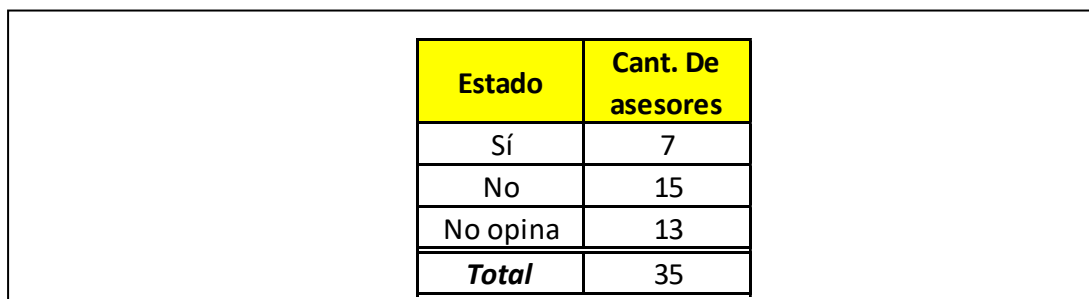 Estado Cant. De asesores
Sí 7
No 15
No opina 13
Total 35